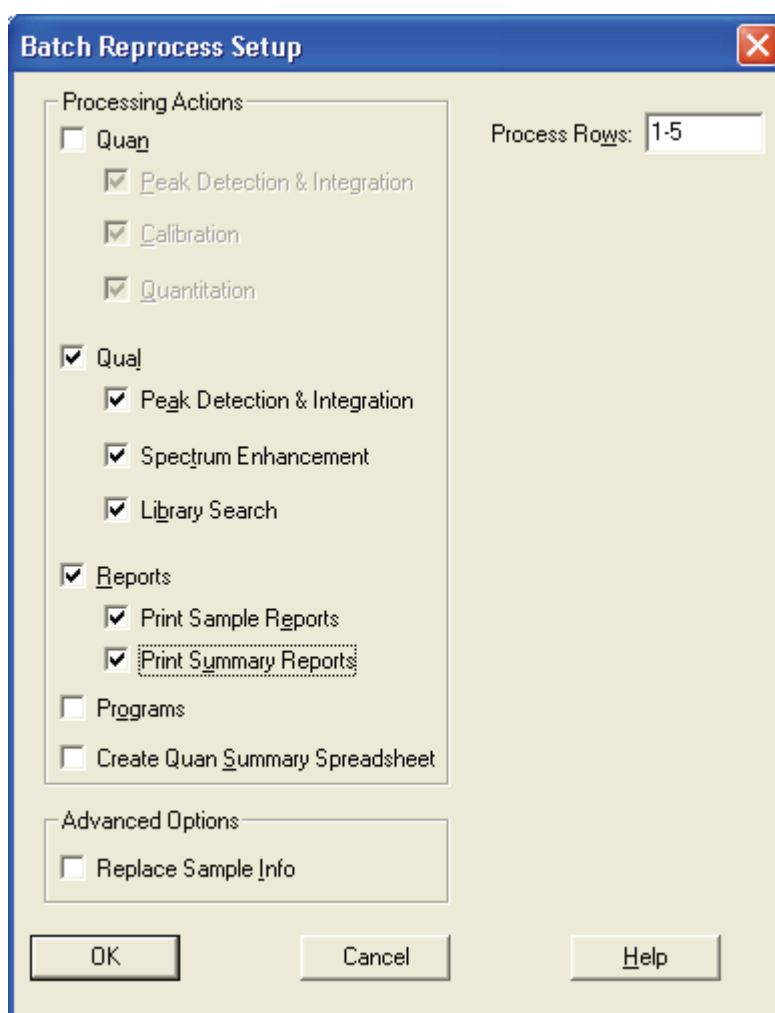 Batch Reprocess Setup
Processing Actions
Process Rows: 1-5
Quan
Peak Detection & Integration
Calibration
Quantitation
Qual
Peak Detection & Integration
Spectrum Enhancement
Library Search
Reports
Print Sample Reports
Print Summary Reports
Programs
Create Quan Summary Spreadsheet
Advanced Options
Replace Sample Info
OK Cancel Help